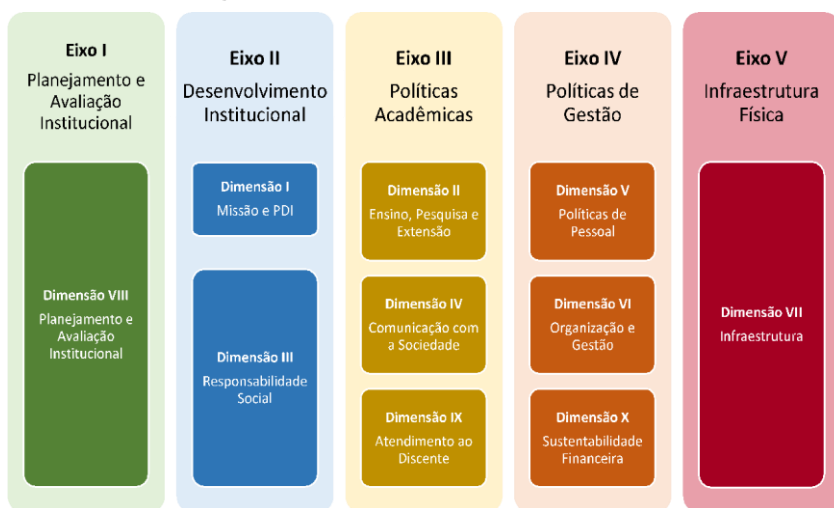 Eixo I
Planejamento e
Avaliação
Institucional
Dimensão VIII
Planejamento e
Avaliação
Institucional
Eixo II
Desenvolvimento
Institucional
Dimensão I
Missão e PDI
Dimensão III
Responsabilidade
Social
Eixo III
Políticas
Acadêmicas
Dimensão II
Ensino, Pesquisa e
Extensão
Dimensão IV
Comunicação com
a Sociedade
Dimensão IX
Atendimento ao
Discente
Eixo IV
Políticas de
Gestão
Dimensão V
Políticas de
Pessoal
Dimensão VI
Organização e
Gestão
Dimensão X
Sustentabilidade
Financeira
Eixo V
Infraestrutura
Física
Dimensão VII
Infraestrutura